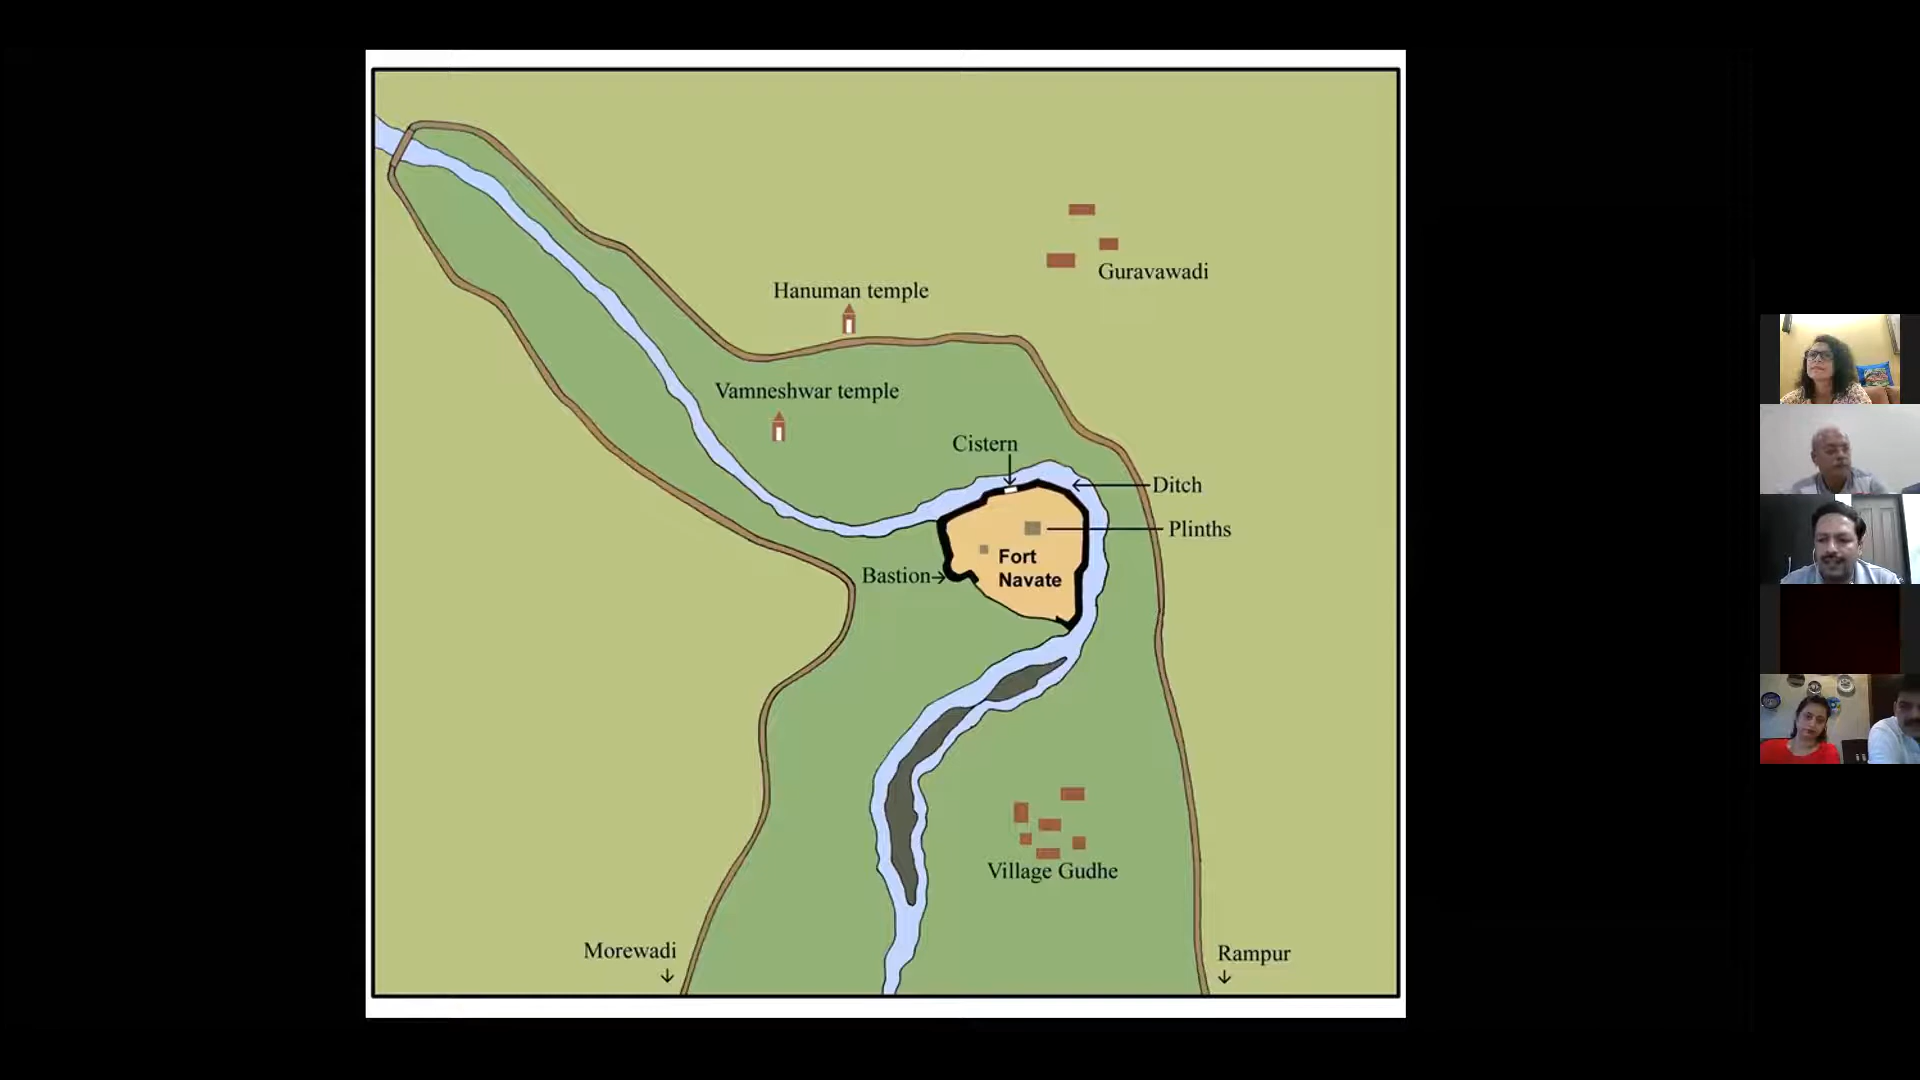 Guravawadi
Hanuman temple
Vamneshwar temple
Cistern
Ditch
Plinths
Fort
Navate
Bastion
Village Gudhe
Morewadi
Rampur